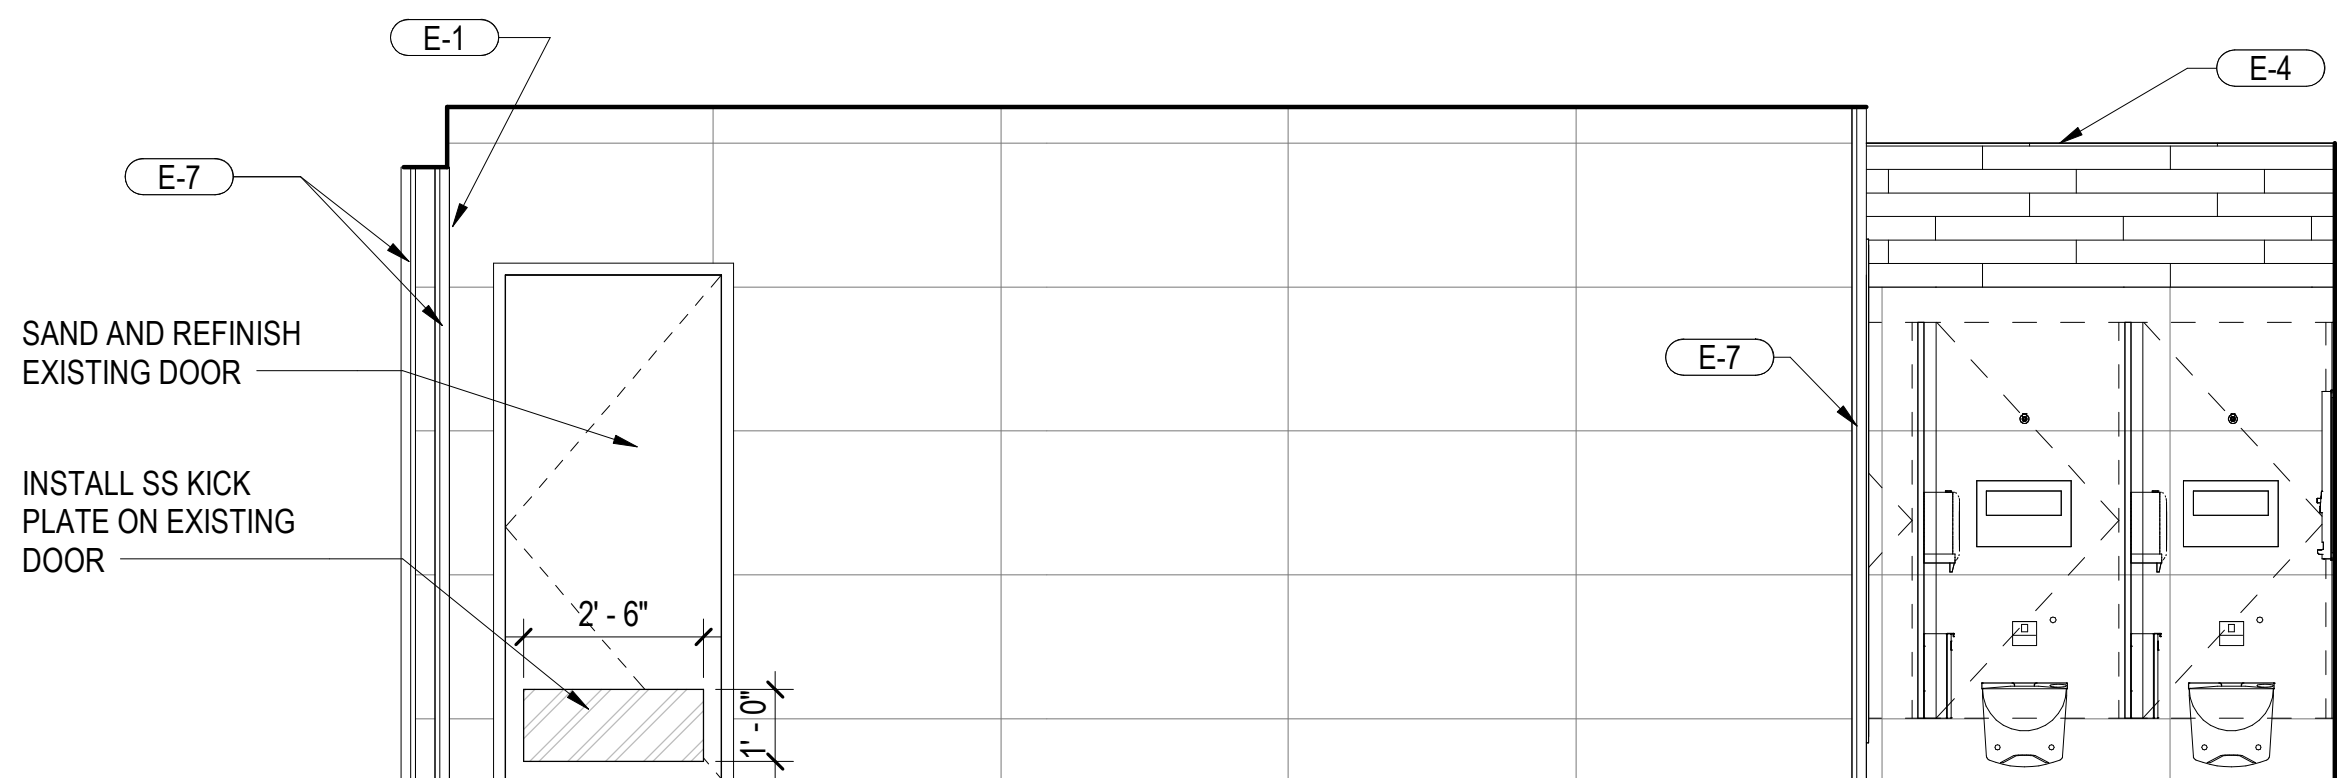 E-1
E-4
E-7
SAND AND REFINISH
EXISTING DOOR
E-7
INSTALL SS KICK
PLATE ON EXISTING
DOOR
2' - 6"
1' - 0"